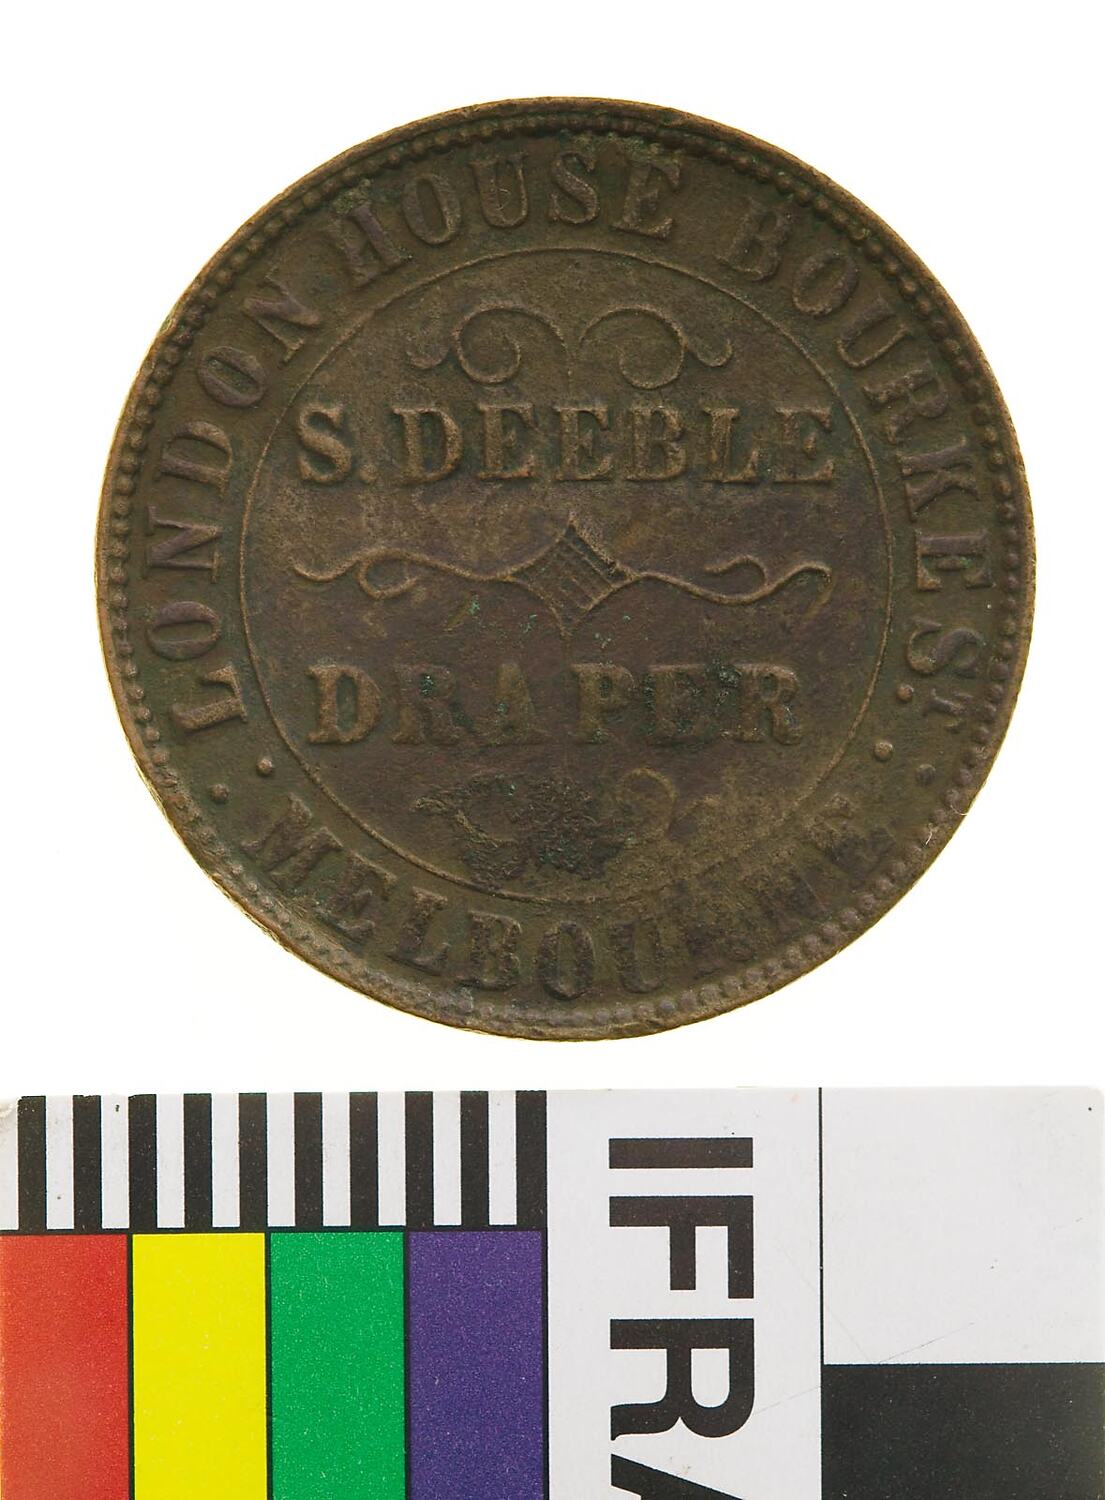 LONDON HOUSE BOURKE ST.
S. DEEBLE
DRAPER
MELBOURNE
IFRA